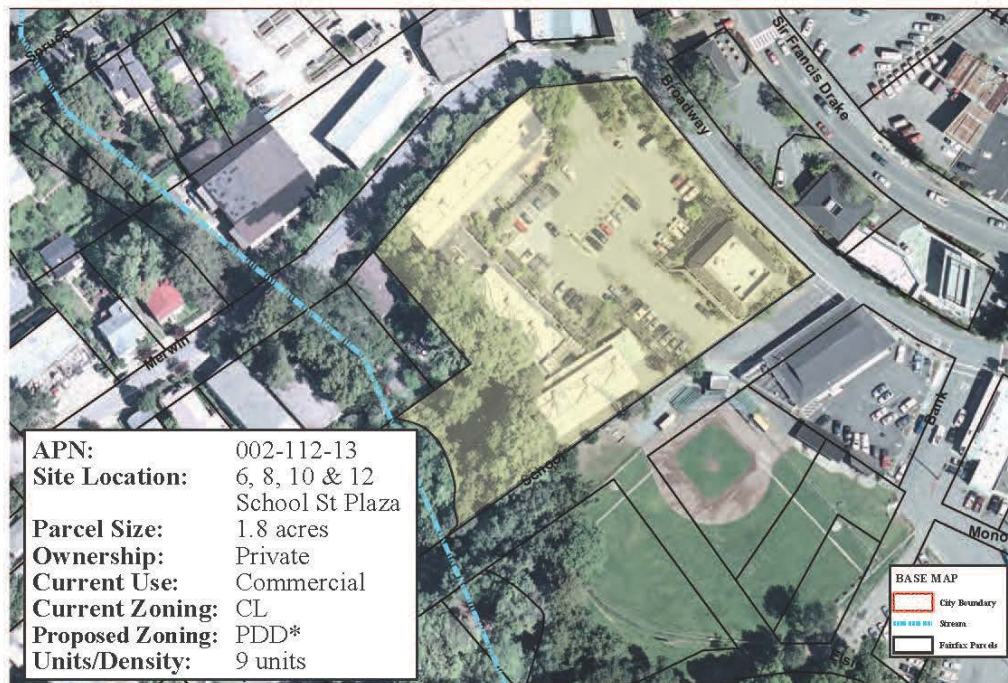 Spruce
Sir Francis Drake
Broadway
Merwin
School
Bank
Mono
Elsie
APN: 002-112-13
Site Location: 6, 8, 10 & 12
School St Plaza
Parcel Size: 1.8 acres
Ownership: Private
Current Use: Commercial
Current Zoning: CL
Proposed Zoning: PDD*
Units/Density: 9 units
BASE MAP
City Boundary
Stream
Fairfax Parcels